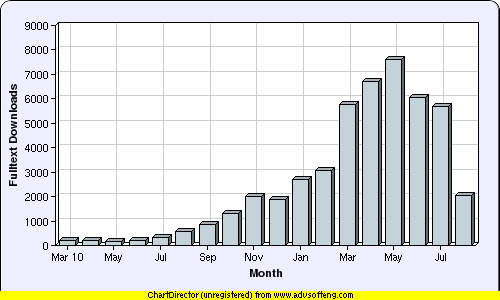 9000
8000
7000
6000
5000
4000
3000
2000
1000
0
Fulltext Downloads
Mar 10 May Jul Sep Nov Jan Mar May Jul
Month
ChartDirector (unregistered) from www.advsofteng.com